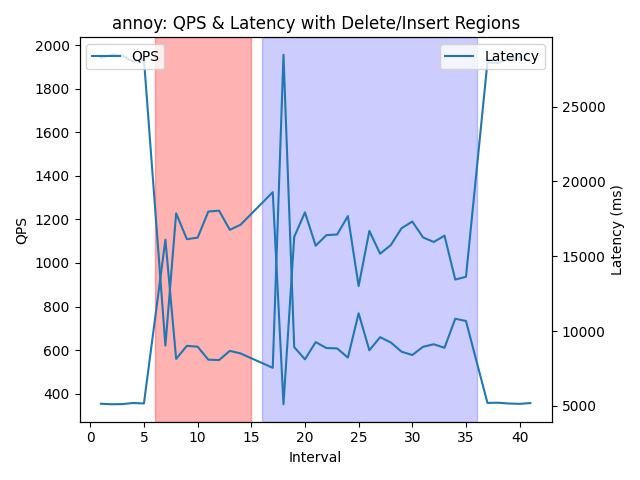 annoy: QPS & Latency with Delete/Insert Regions
QPS
Latency
2000
1800
1600
1400
1200
1000
800
600
400
QPS
25000
20000
15000
10000
5000
Latency (ms)
0 5 10 15 20 25 30 35 40
Interval